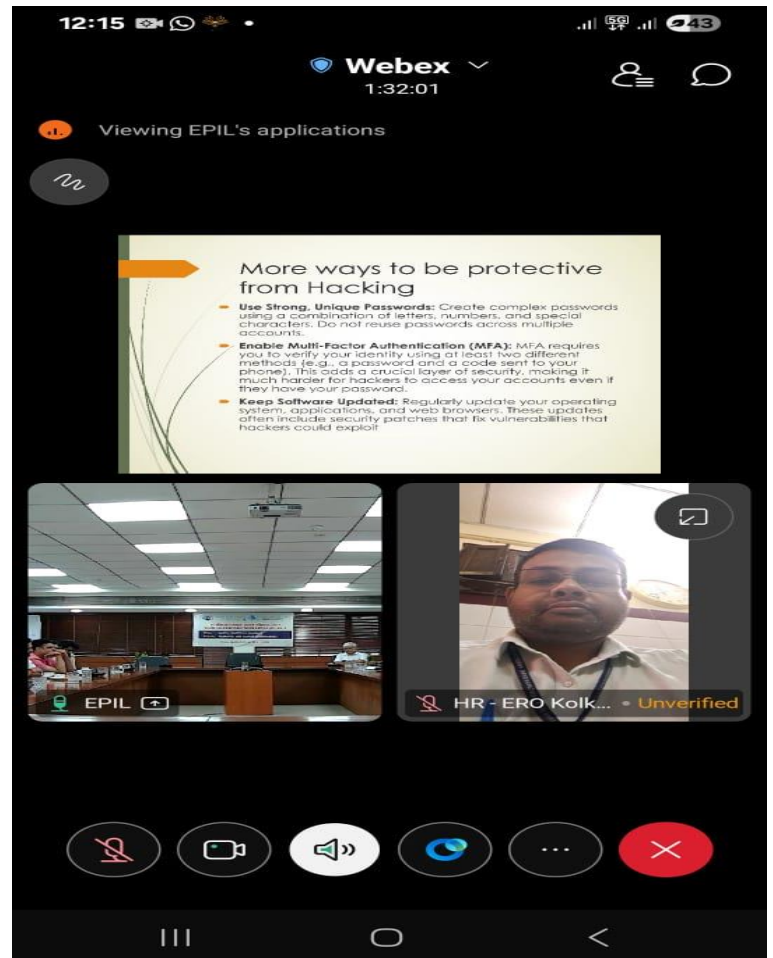 12:15
5G
43
Webex
1:32:01
Viewing EPIL's applications
More ways to be protective
from Hacking
Use Strong, Unique Passwords: Create complex passwords
using a combination of letters, numbers, and special
characters. Do not reuse passwords across multiple
accounts.
Enable Multi-Factor Authentication (MFA): MFA requires
you to verify your identity using at least two different
methods (e.g., a password and a code sent to your
phone). This adds a crucial layer of security, making it
much harder for hackers to access your accounts even if
they have your password.
Keep Software Updated: Regularly update your operating
system, applications, and web browsers. These updates
often include security patches that fix vulnerabilities that
hackers could exploit
EPIL
HR - ERO Kolk... • Unverified